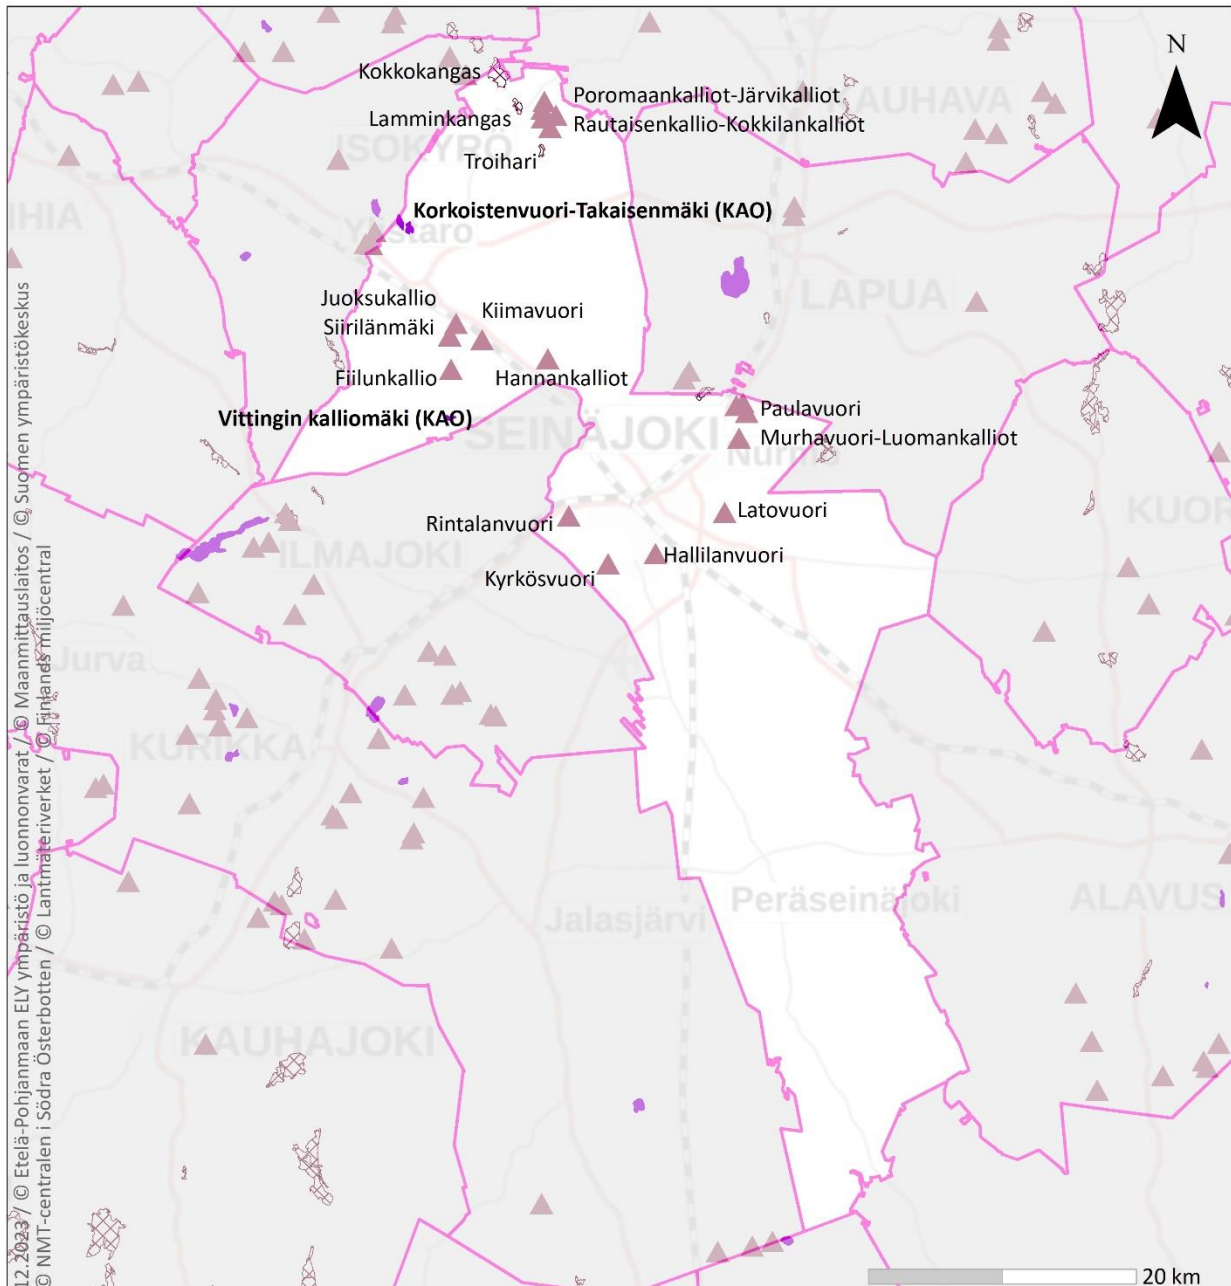 N
Kokkokangas
Poromaankalliot-Järvikalliot
KAUHAVA
Lamminkangas
Rautaisenkallio-Kokkilankalliot
ISOKYRÖ
Troihari
IHIA
Korkoistenvuori-Takaisenmäki (KAO)
Ylistaro
LAPUA
Juoksukallio
Kiimavuori
Siirilänmäki
Fiilunkallio
Hannankalliot
Vittingin kalliomäki (KAO)
SEINÄJOKI
Paulavuori
Murhavuori-Luomankalliot
Nurmo
KUOR
Rintalanvuori
Latovuori
ILMAJOKI
Hallilanvuori
Kyrkösvuori
Jurva
KURIKKA
Peräseinäjoki
ALAVUS
Jalasjärvi
KAUHAJOKI
20 km
12.2023 / © Etelä-Pohjanmaan ELY ympäristö ja luonnonvarat / © Maanmittauslaitos / © Suomen ympäristökeskus
© NMT-centralen i Södra Österbotten / © Lantmäteriverket / © Finlands miljöcentral